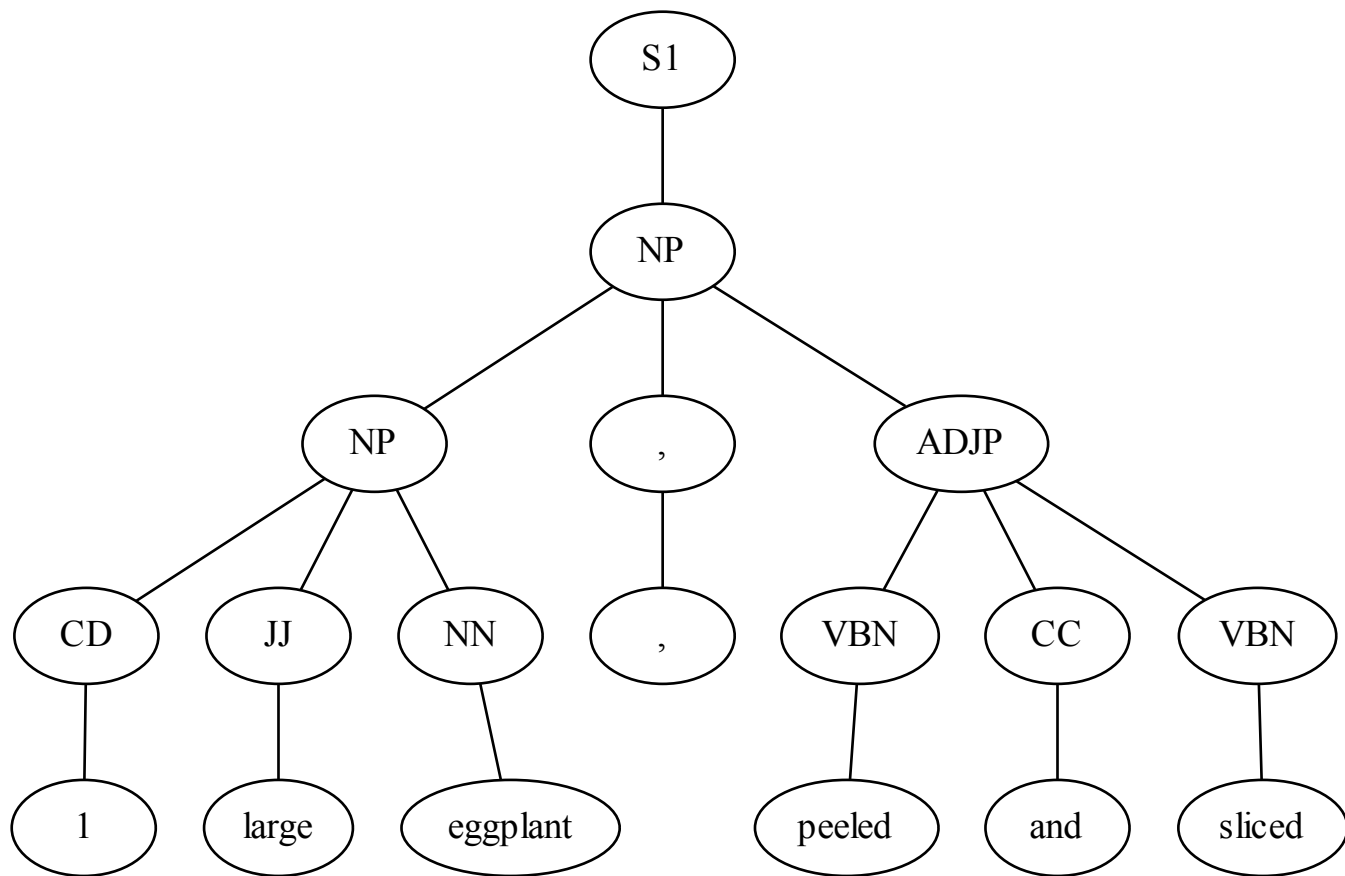 S1
NP
NP , ADJP
CD JJ NN , VBN CC VBN
1 large eggplant peeled and sliced